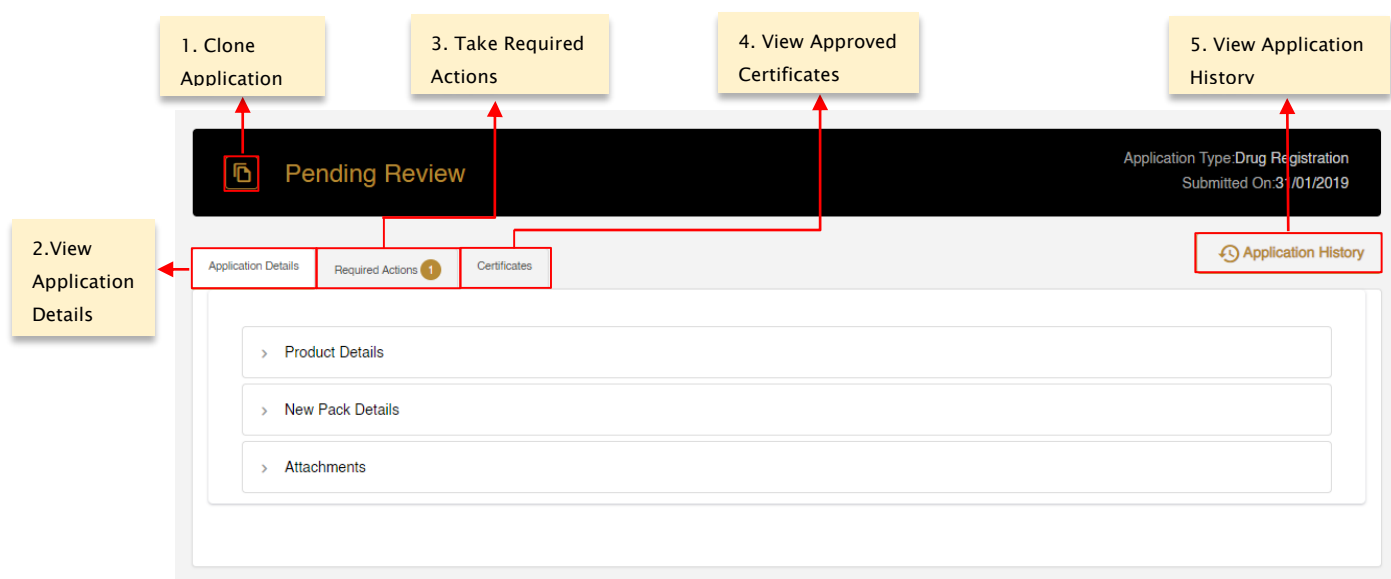 1. Clone
Application
3. Take Required
Actions
4. View Approved
Certificates
5. View Application
History
Pending Review
Application Type:Drug Registration
Submitted On:31/01/2019
2.View
Application
Details
Application Details
Required Actions 1
Certificates
Application History
Product Details
New Pack Details
Attachments